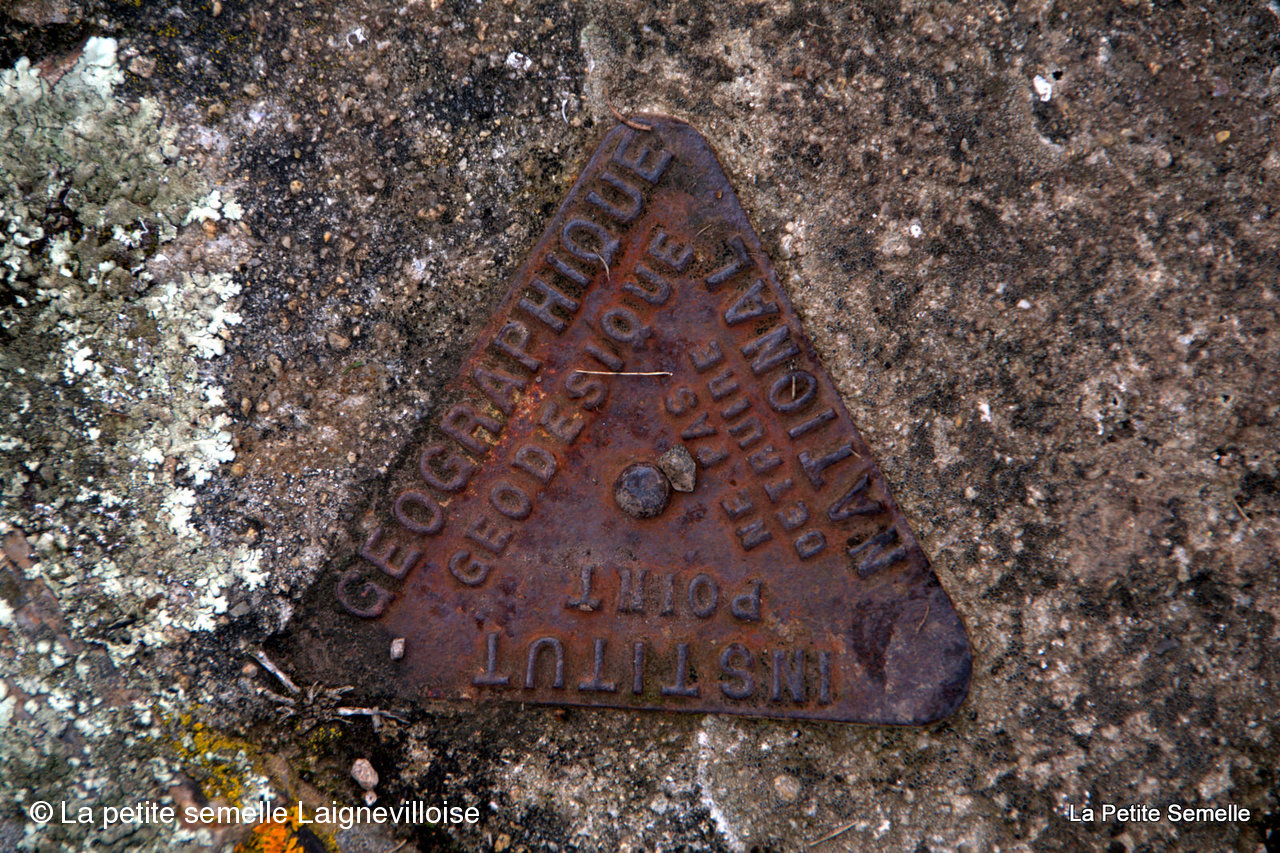 INSTITUT
GEOGRAPHIQUE
NATIONAL
POINT
GEODESIQUE
NE PAS
DETRUIRE
© La petite semelle Laignevilloise
La Petite Semelle